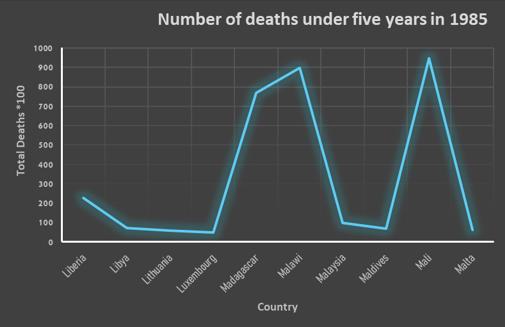 Number of deaths under five years in 1985
Total Deaths *100
1000
900
800
700
600
500
400
300
200
100
0
Liberia
Libya
Lithuania
Luxembourg
Madagascar
Malawi
Malaysia
Maldives
Mali
Malta
Country